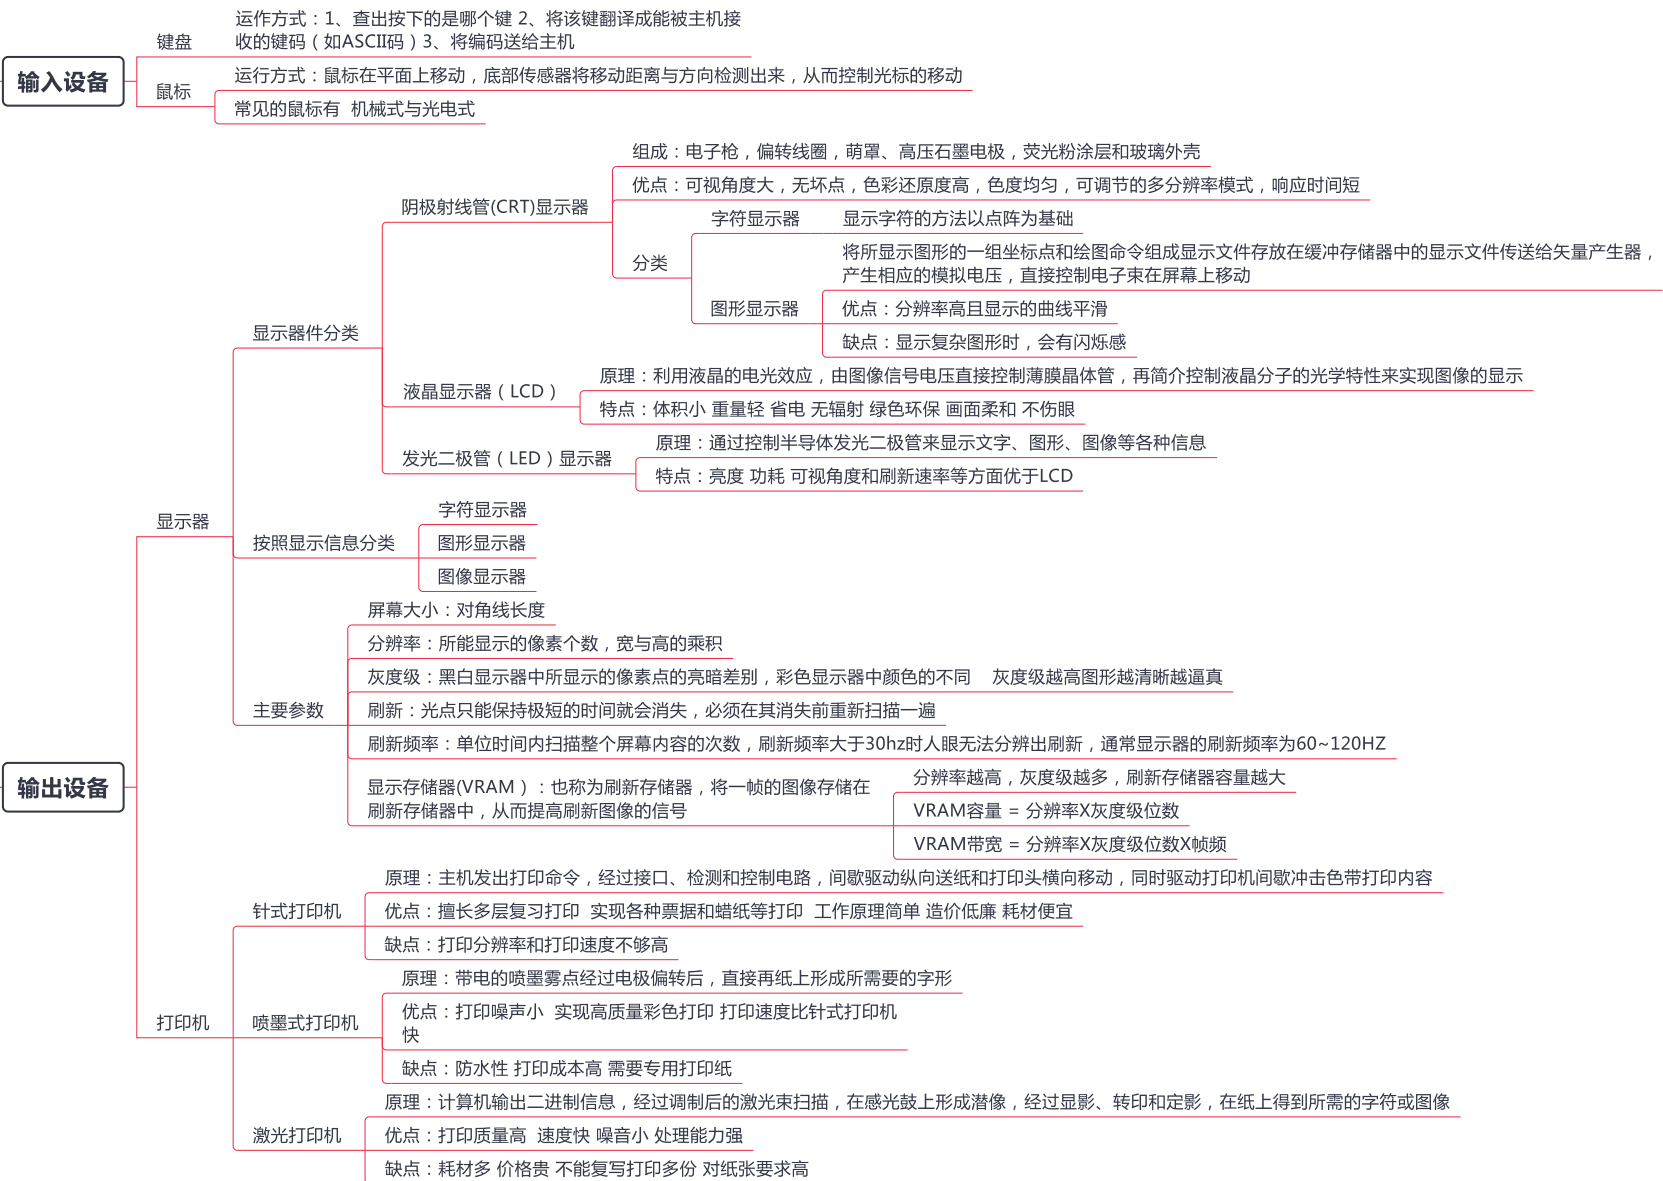 输入设备
键盘
运作方式：1、查出按下的是哪个键 2、将该键翻译成能被主机接
收的键码（如ASCII码）3、将编码送给主机
鼠标
运行方式：鼠标在平面上移动，底部传感器将移动距离与方向检测出来，从而控制光标的移动
常见的鼠标有  机械式与光电式
输出设备
显示器
显示器件分类
阴极射线管(CRT)显示器
组成：电子枪，偏转线圈，萌罩、高压石墨电极，荧光粉涂层和玻璃外壳
优点：可视角度大，无坏点，色彩还原度高，色度均匀，可调节的多分辨率模式，响应时间短
分类
字符显示器
显示字符的方法以点阵为基础
图形显示器
将所显示图形的一组坐标点和绘图命令组成显示文件存放在缓冲存储器中的显示文件传送给矢量产生器，
产生相应的模拟电压，直接控制电子束在屏幕上移动
优点：分辨率高且显示的曲线平滑
缺点：显示复杂图形时，会有闪烁感
液晶显示器（LCD）
原理：利用液晶的电光效应，由图像信号电压直接控制薄膜晶体管，再简介控制液晶分子的光学特性来实现图像的显示
特点：体积小 重量轻 省电 无辐射 绿色环保 画面柔和 不伤眼
发光二极管（LED）显示器
原理：通过控制半导体发光二极管来显示文字、图形、图像等各种信息
特点：亮度 功耗 可视角度和刷新速率等方面优于LCD
按照显示信息分类
字符显示器
图形显示器
图像显示器
主要参数
屏幕大小：对角线长度
分辨率：所能显示的像素个数，宽与高的乘积
灰度级：黑白显示器中所显示的像素点的亮暗差别，彩色显示器中颜色的不同    灰度级越高图形越清晰越逼真
刷新：光点只能保持极短的时间就会消失，必须在其消失前重新扫描一遍
刷新频率：单位时间内扫描整个屏幕内容的次数，刷新频率大于30hz时人眼无法分辨出刷新，通常显示器的刷新频率为60~120HZ
显示存储器(VRAM ）：也称为刷新存储器，将一帧的图像存储在
刷新存储器中，从而提高刷新图像的信号
分辨率越高，灰度级越多，刷新存储器容量越大
VRAM容量 = 分辨率X灰度级位数
VRAM带宽 = 分辨率X灰度级位数X帧频
打印机
针式打印机
原理：主机发出打印命令，经过接口、检测和控制电路，间歇驱动纵向送纸和打印头横向移动，同时驱动打印机间歇冲击色带打印内容
优点：擅长多层复习打印  实现各种票据和蜡纸等打印  工作原理简单 造价低廉 耗材便宜
缺点：打印分辨率和打印速度不够高
喷墨式打印机
原理：带电的喷墨雾点经过电极偏转后，直接再纸上形成所需要的字形
优点：打印噪声小  实现高质量彩色打印 打印速度比针式打印机
快
缺点：防水性 打印成本高 需要专用打印纸
激光打印机
原理：计算机输出二进制信息，经过调制后的激光束扫描，在感光鼓上形成潜像，经过显影、转印和定影，在纸上得到所需的字符或图像
优点：打印质量高  速度快 噪音小 处理能力强
缺点：耗材多 价格贵 不能复写打印多份 对纸张要求高